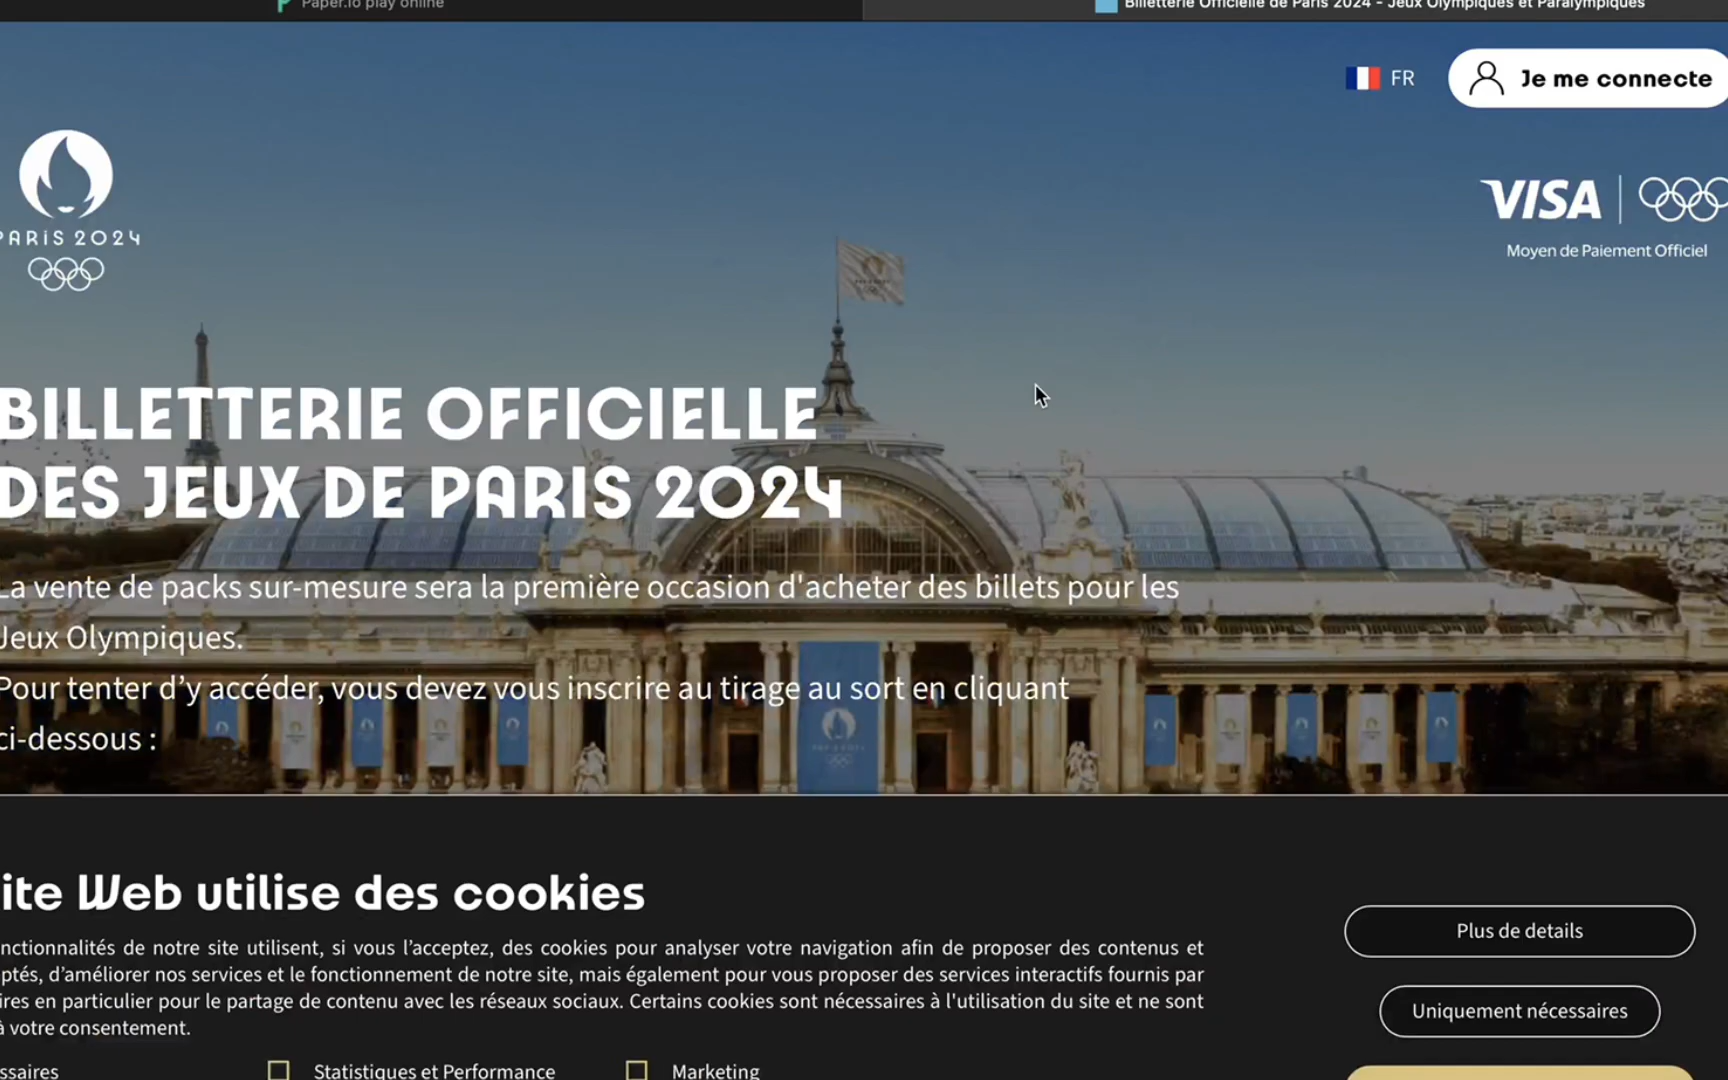 Paper.io play online
Billetterie Officielle de Paris 2024 - Jeux Olympiques et Paralympiques
FR
Je me connecte
PARIS 2024
VISA
Moyen de Paiement Officiel
BILLETTERIE OFFICIELLE
DES JEUX DE PARIS 2024
La vente de packs sur-mesure sera la première occasion d'acheter des billets pour les
Jeux Olympiques.
Pour tenter d’y accéder, vous devez vous inscrire au tirage au sort en cliquant
ci-dessous :
ite Web utilise des cookies
nctionnalités de notre site utilisent, si vous l’acceptez, des cookies pour analyser votre navigation afin de proposer des contenus et
ptés, d’améliorer nos services et le fonctionnement de notre site, mais également pour vous proposer des services interactifs fournis par
ires en particulier pour le partage de contenu avec les réseaux sociaux. Certains cookies sont nécessaires à l'utilisation du site et ne sont
à votre consentement.
Plus de details
Uniquement nécessaires
ssaires
Statistiques et Performance
Marketing